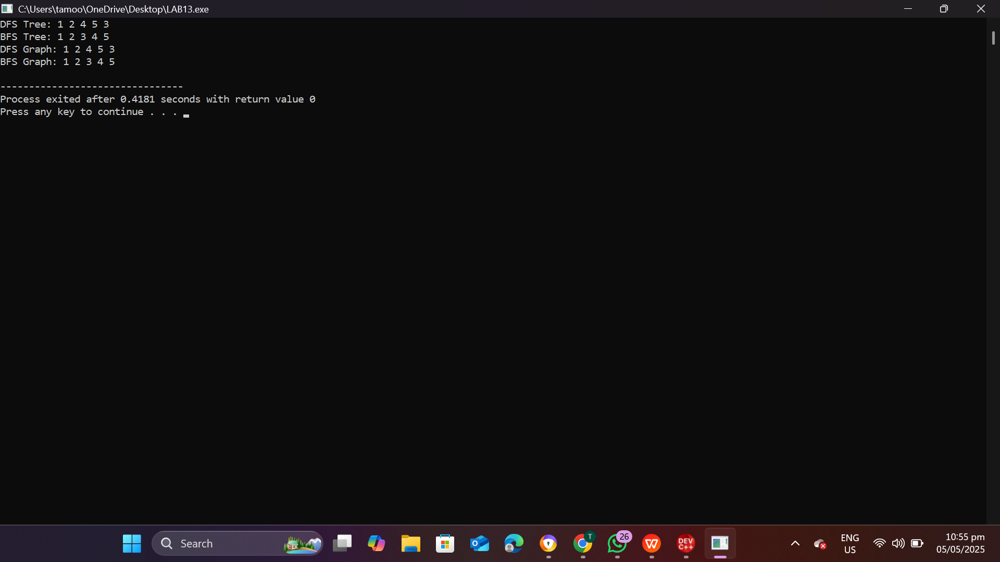 C:\Users\tamoo\OneDrive\Desktop\LAB13.exe
DFS Tree: 1 2 4 5 3
BFS Tree: 1 2 3 4 5
DFS Graph: 1 2 4 5 3
BFS Graph: 1 2 3 4 5
--------------------------------
Process exited after 0.4181 seconds with return value 0
Press any key to continue . . .
Search
T
26
DEV
C++
ENG
US
10:55 pm
05/05/2025